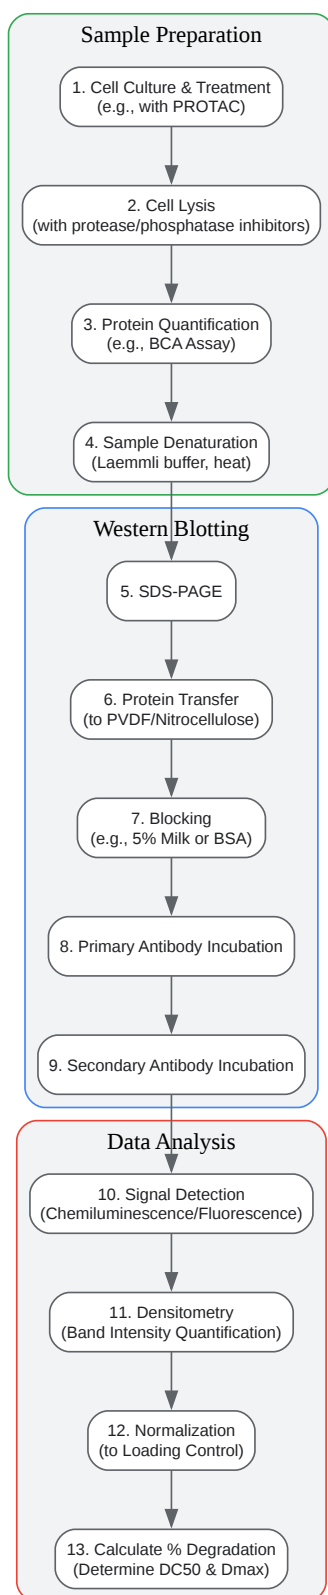 Sample Preparation
1. Cell Culture & Treatment
(e.g., with PROTAC)
2. Cell Lysis
(with protease/phosphatase inhibitors)
3. Protein Quantification
(e.g., BCA Assay)
4. Sample Denaturation
(Laemmli buffer, heat)
Western Blotting
5. SDS-PAGE
6. Protein Transfer
(to PVDF/Nitrocellulose)
7. Blocking
(e.g., 5% Milk or BSA)
8. Primary Antibody Incubation
9. Secondary Antibody Incubation
Data Analysis
10. Signal Detection
(Chemiluminescence/Fluorescence)
11. Densitometry
(Band Intensity Quantification)
12. Normalization
(to Loading Control)
13. Calculate % Degradation
(Determine DC50 & Dmax)